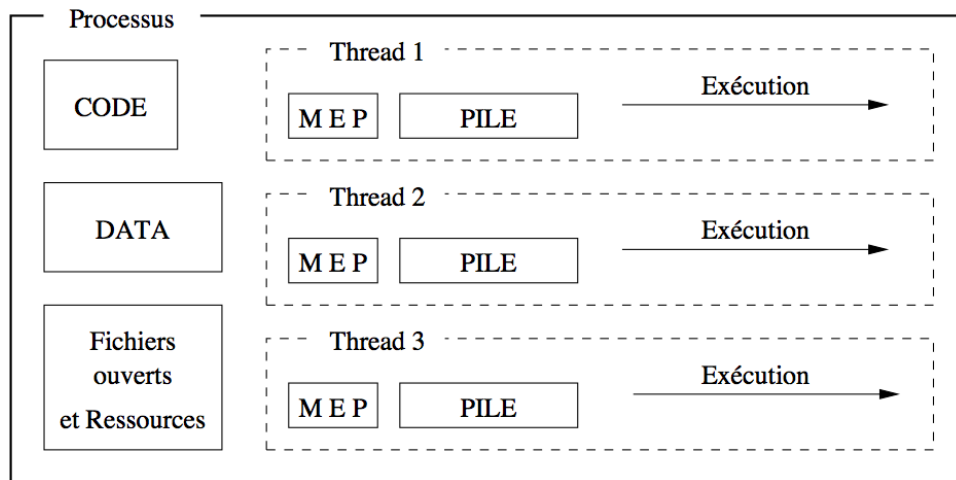 Processus
CODE
DATA
Fichiers
ouverts
et Ressources
Thread 1
M E P
PILE
Exécution
Thread 2
M E P
PILE
Exécution
Thread 3
M E P
PILE
Exécution